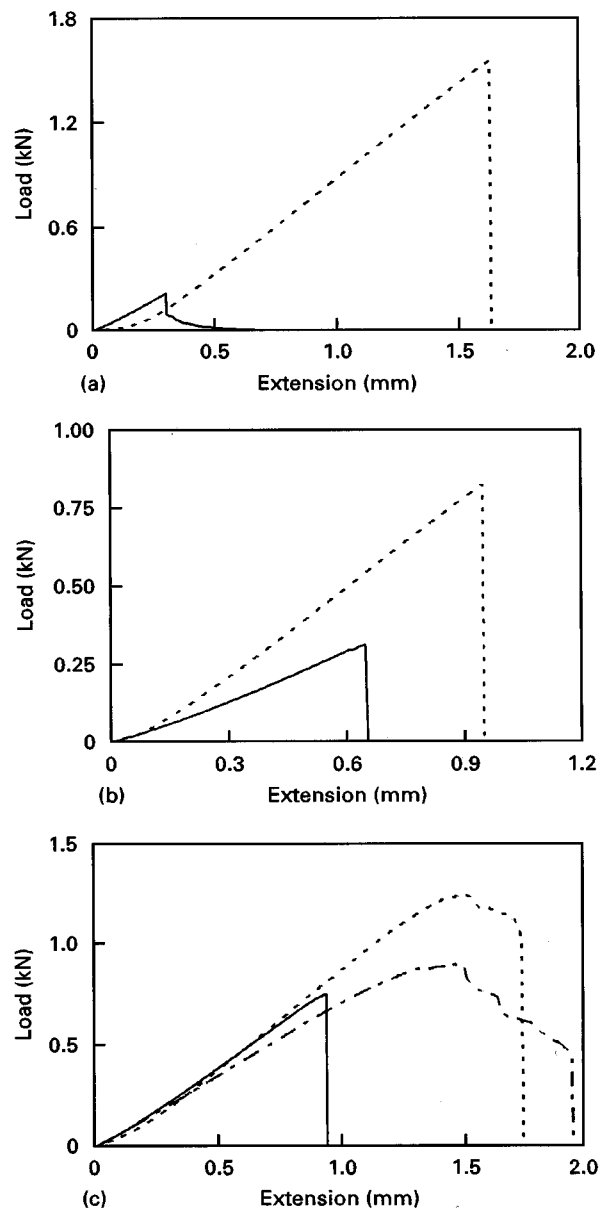 1.8
1.2
0.6
0
Load (kN)
0 0.5 1.0 1.5 2.0
(a) Extension (mm)
1.00
0.75
0.50
0.25
0
Load (kN)
0 0.3 0.6 0.9 1.2
(b) Extension (mm)
1.5
1.0
0.5
0
Load (kN)
0 0.5 1.0 1.5 2.0
(c) Extension (mm)